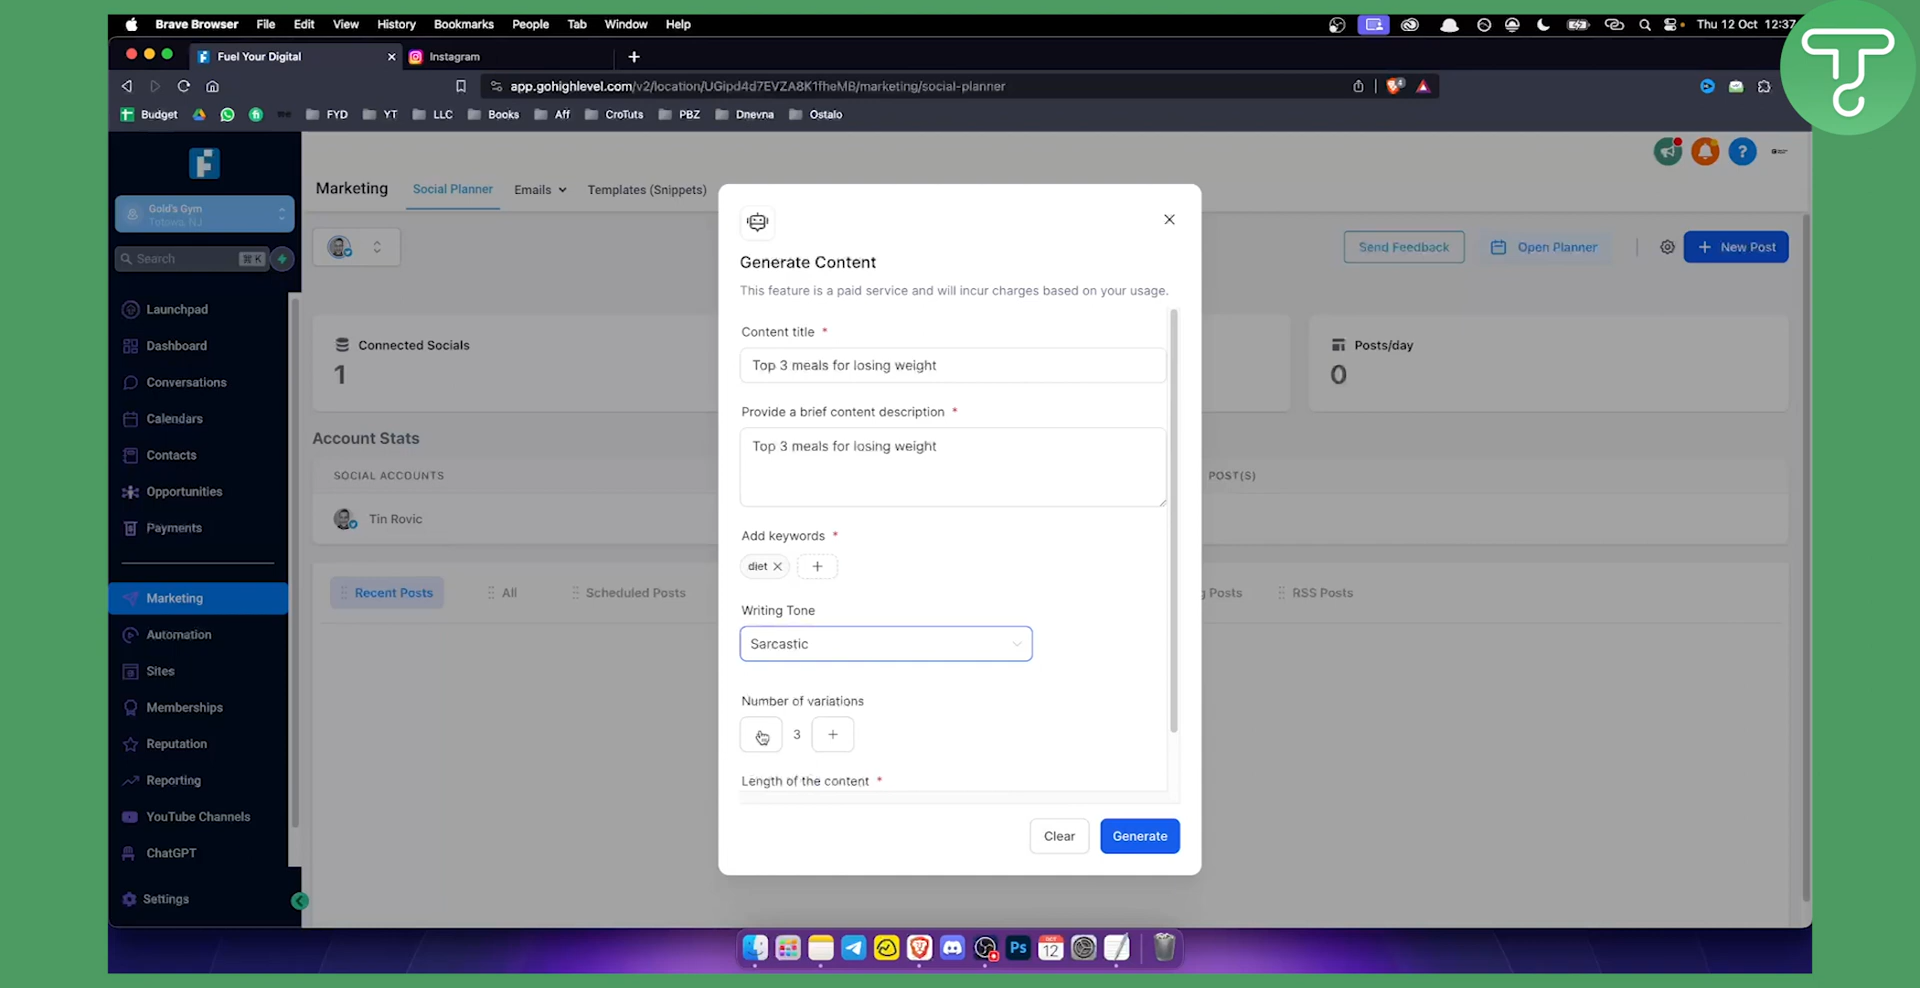 Brave Browser File Edit View History Bookmarks People Tab Window Help Thu 12 Oct 12:37
Fuel Your Digital Instagram
app.gohighlevel.com/v2/location/UGipd4d7EVZA8K1fheMB/marketing/social-planner
Budget FYD YT LLC Books Aff CroTuts PBZ Dnevna Ostalo
Gold's Gym
Totowa, NJ
Search ⌘ K
Launchpad
Dashboard
Conversations
Calendars
Contacts
Opportunities
Payments
Marketing
Automation
Sites
Memberships
Reputation
Reporting
YouTube Channels
ChatGPT
Settings
Marketing Social Planner Emails Templates (Snippets)
Send Feedback Open Planner + New Post
Connected Socials
1
Posts/day
0
Account Stats
SOCIAL ACCOUNTS POST(S)
Tin Rovic
Recent Posts All Scheduled Posts g Posts RSS Posts
Generate Content
This feature is a paid service and will incur charges based on your usage.
Content title *
Top 3 meals for losing weight
Provide a brief content description *
Top 3 meals for losing weight
Add keywords *
diet
+
Writing Tone
Sarcastic
Number of variations
3 +
Length of the content *
Clear Generate
Ps
OCT
12